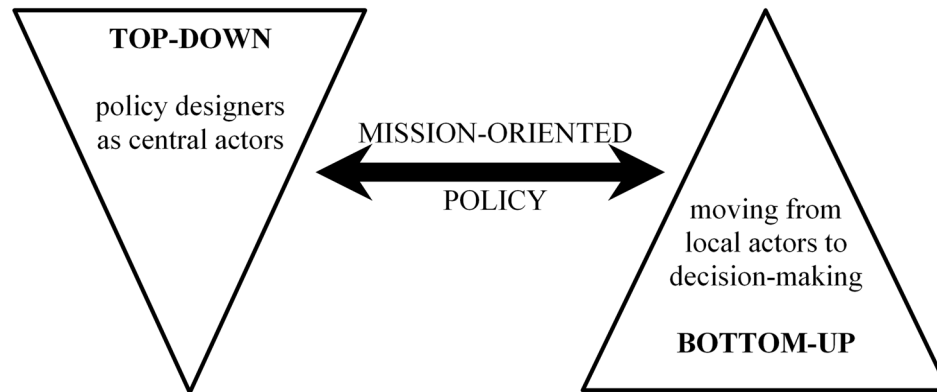 TOP-DOWN
policy designers
as central actors
MISSION-ORIENTED
POLICY
moving from
local actors to
decision-making
BOTTOM-UP